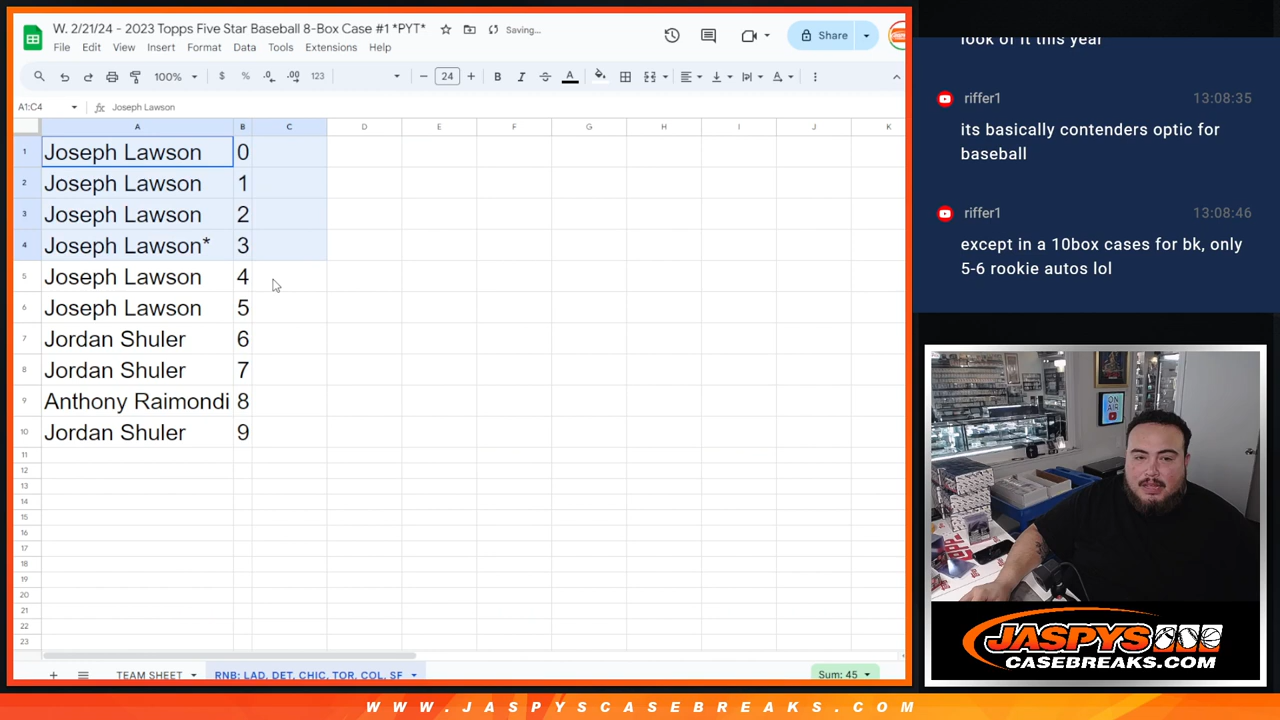 W. 2/21/24 - 2023 Topps Five Star Baseball 8-Box Case #1 *PYT*
Saving...
File Edit View Insert Format Data Tools Extensions Help
Share
100% $ % .0 .00 123 24 B I A
A1:C4 fx Joseph Lawson
A B C D E F G H I J K
1 Joseph Lawson 0
2 Joseph Lawson 1
3 Joseph Lawson 2
4 Joseph Lawson* 3
5 Joseph Lawson 4
6 Joseph Lawson 5
7 Jordan Shuler 6
8 Jordan Shuler 7
9 Anthony Raimondi 8
10 Jordan Shuler 9
11
12
13
14
15
16
17
18
19
20
21
22
23
TEAM SHEET RNB: LAD, DET, CHIC, TOR, COL, SF Sum: 45
look of it this year
riffer1 13:08:35
its basically contenders optic for
baseball
riffer1 13:08:46
except in a 10box cases for bk, only
5-6 rookie autos lol
ON
AIR
JASPYS
CASEBREAKS.COM
WWW.JASPYSCASEBREAKS.COM